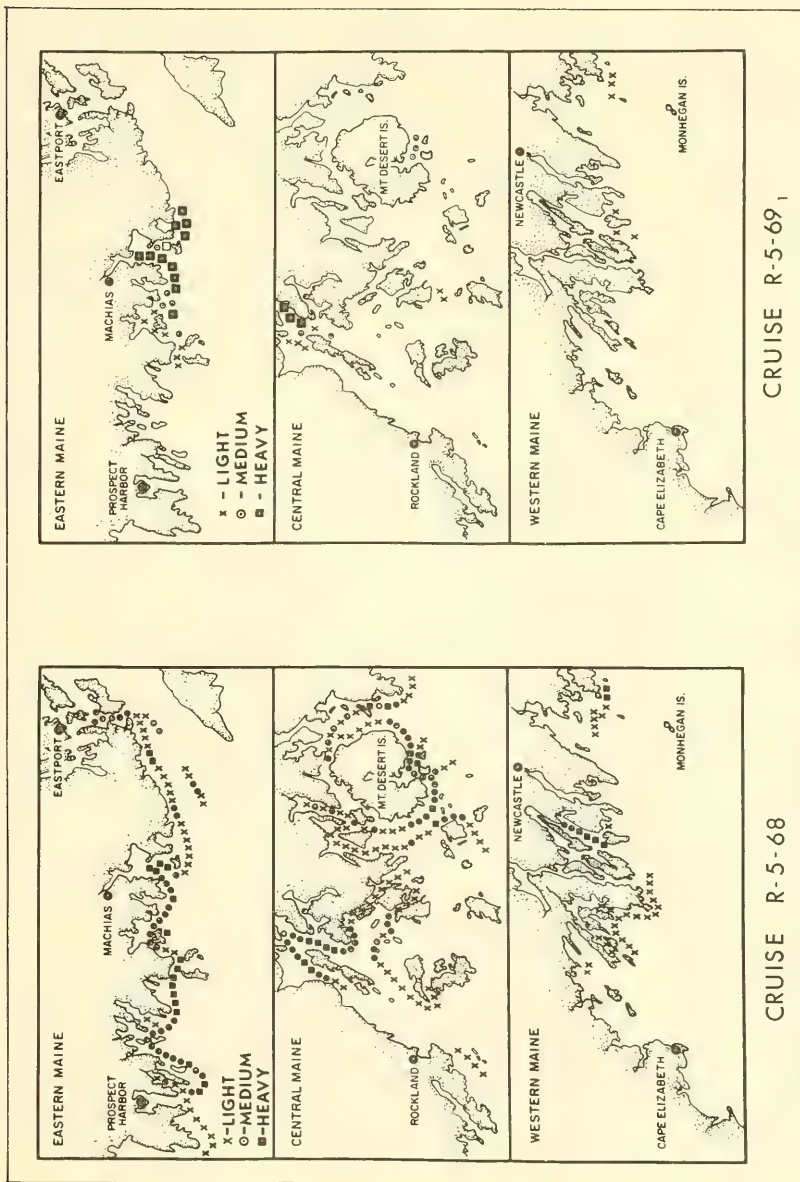 EASTERN MAINE
PROSPECT
HARBOR
MACHIAS
EASTPORT
x-LIGHT
⊙-MEDIUM
■-HEAVY
CENTRAL MAINE
ROCKLAND
MT. DESERT IS.
WESTERN MAINE
CAPE ELIZABETH
NEWCASTLE
MONHEGAN IS.
CRUISE R-5-68
EASTERN MAINE
PROSPECT
HARBOR
MACHIAS
EASTPORT
x - LIGHT
⊙ - MEDIUM
■ - HEAVY
CENTRAL MAINE
ROCKLAND
MT DESERT IS.
WESTERN MAINE
CAPE ELIZABETH
NEWCASTLE
MONHEGAN IS.
CRUISE R-5-69 1